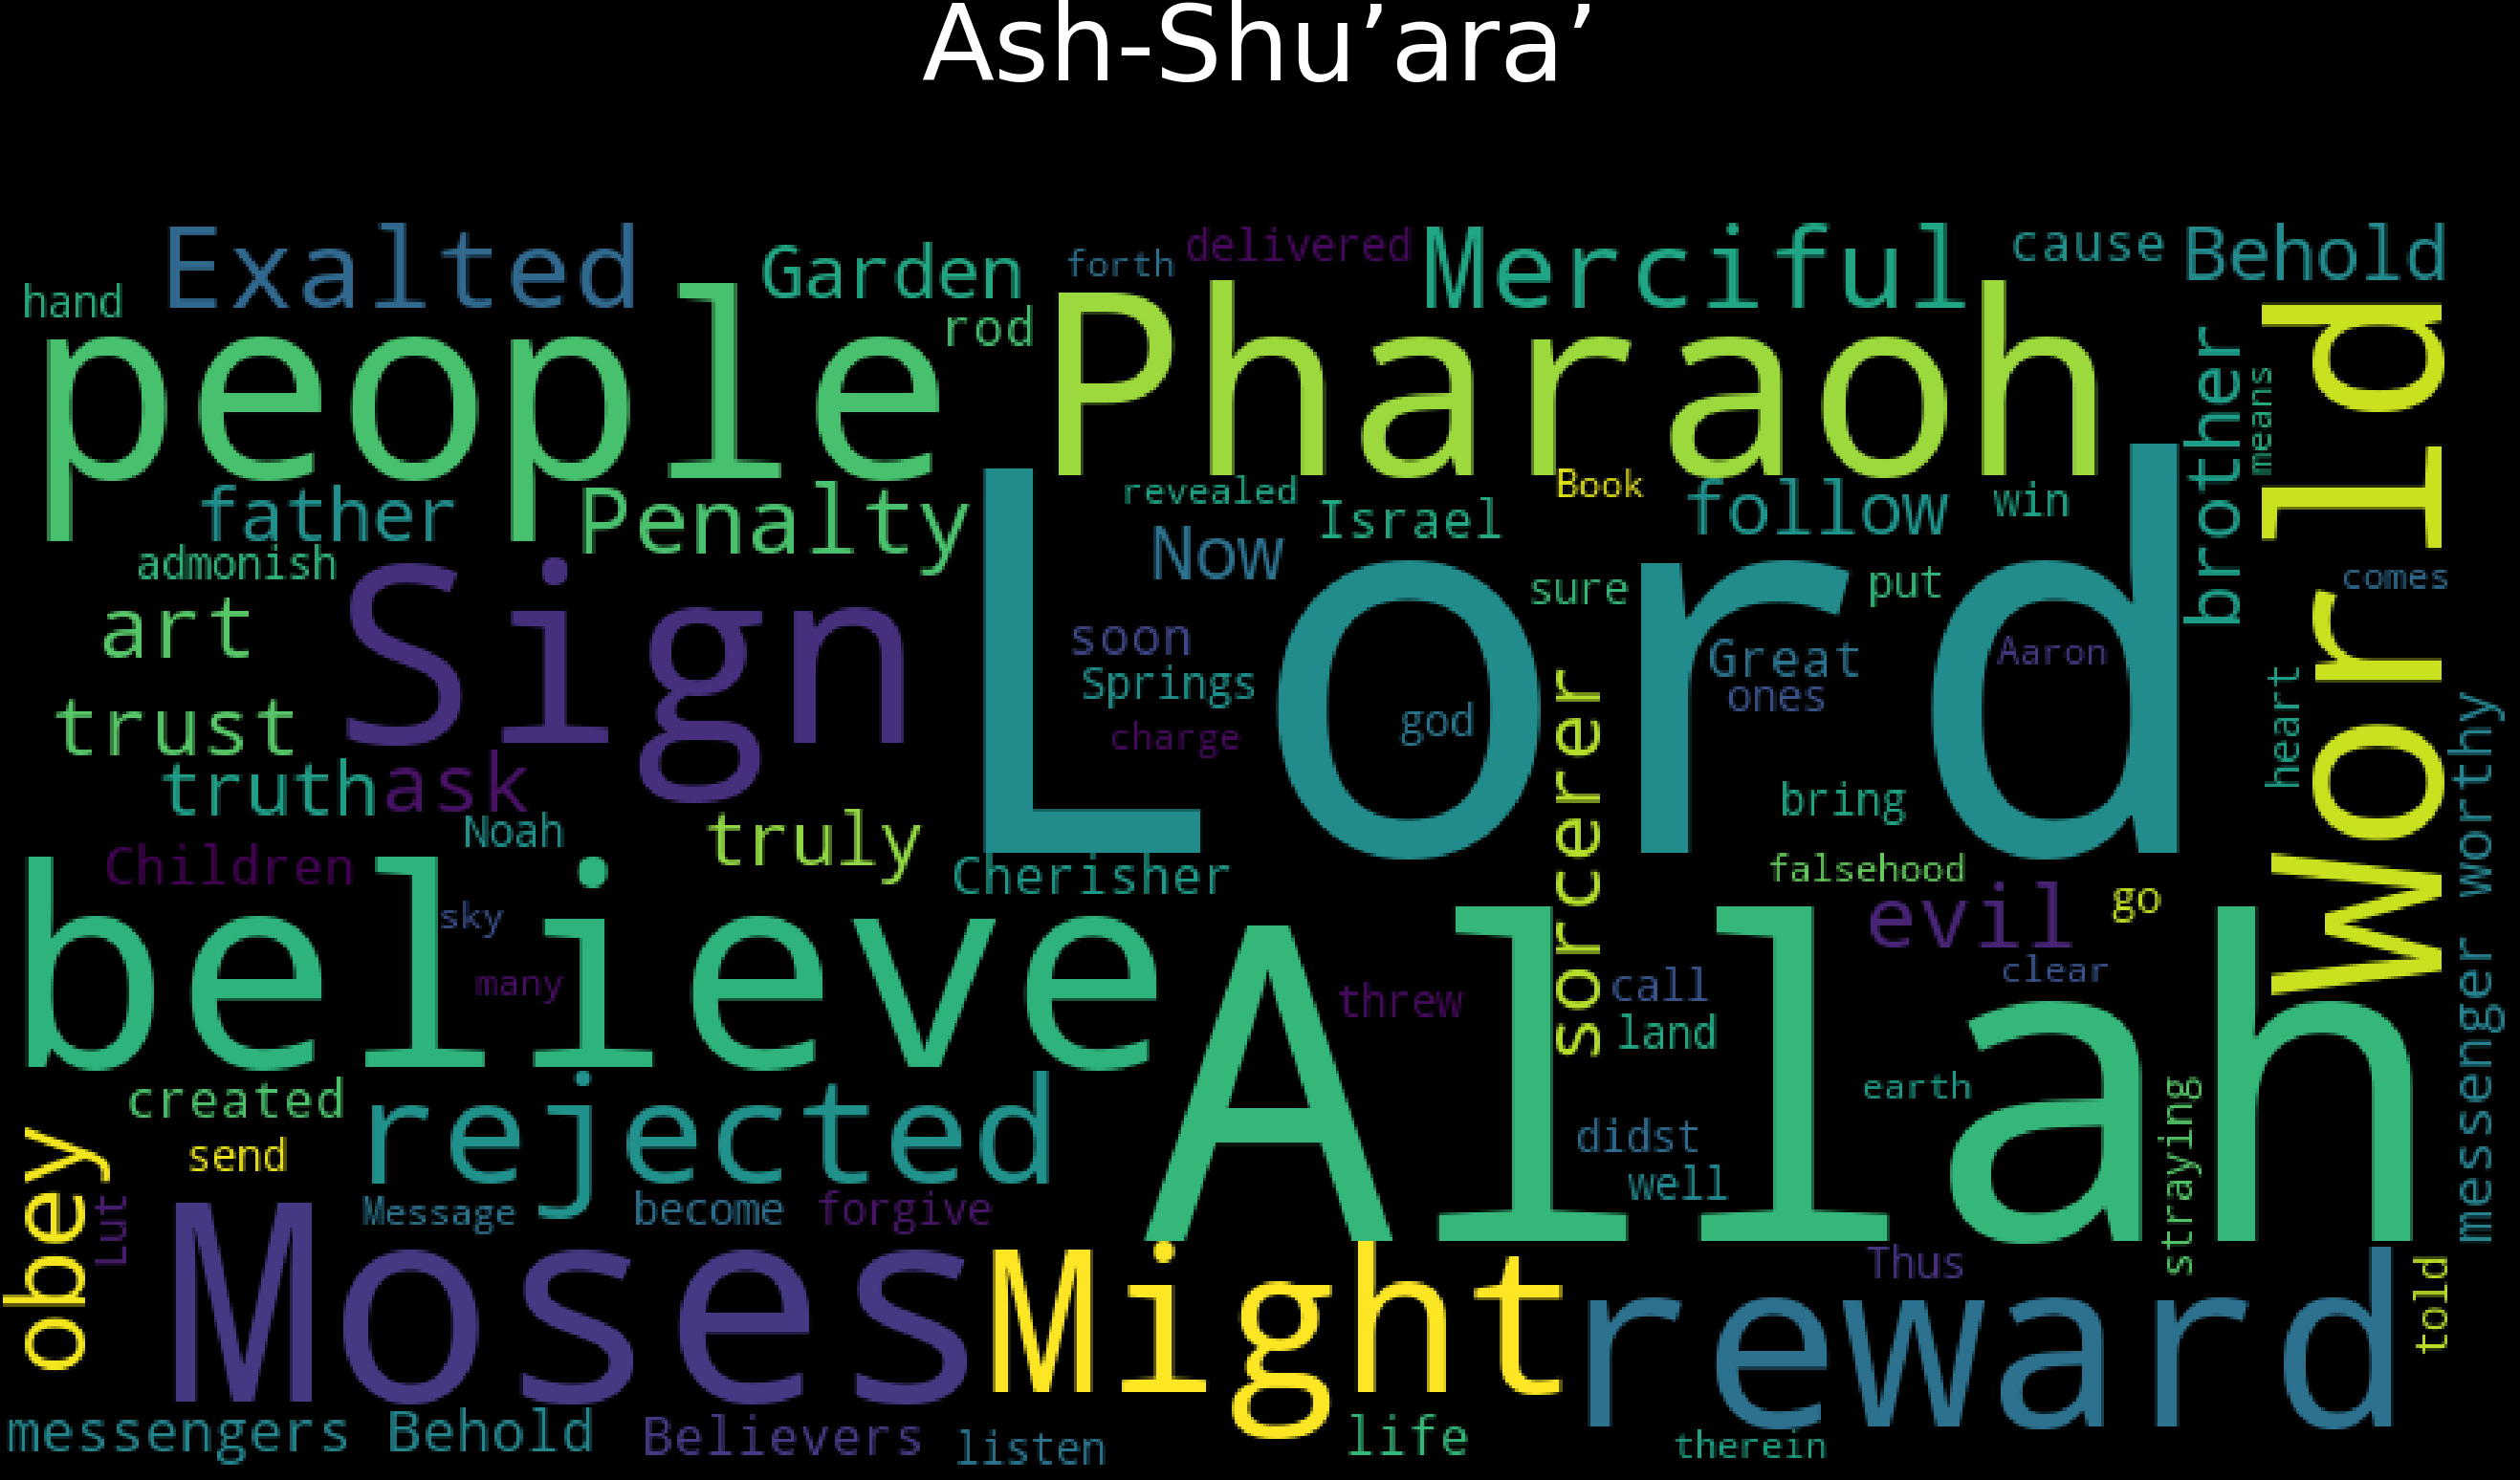 Ash-Shu’ara’
Exalted
Garden
forth
delivered
Merciful
cause
Behold
hand
people
rod
Pharaoh
brother
means
world
father
Penalty
revealed
Israel
Book
follow
win
admonish
Sign
Lord
Now
sure
put
comes
art
soon
Springs
Great
ones
Aaron
trust
charge
god
sorcerer
heart
worthy
truth
ask
Noah
truly
bring
Children
Cherisher
falsehood
believe
sky
many
Allah
evil
go
threw
call
land
clear
messenger
created
rejected
earth
obey
send
didst
well
straying
Lut
Message
become
forgive
Moses
Might
Thus
reward
told
messengers
Behold
Believers
listen
life
therein